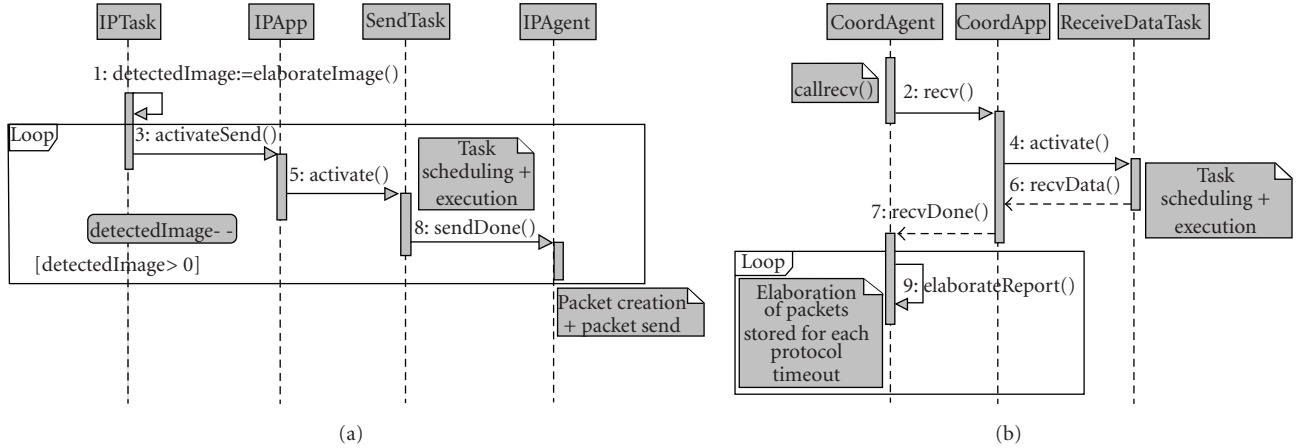 IPTask
IPApp
SendTask
IPAgent
1: detectedImage:=elaborateImage()
Loop
3: activateSend()
5: activate()
Task
scheduling +
execution
8: sendDone()
detectedImage- -
[detectedImage> 0]
Packet creation
+ packet send
(a)
CoordAgent
CoordApp
ReceiveDataTask
callrecv()
2: recv()
4: activate()
6: recvData()
Task
scheduling +
execution
7: recvDone()
Loop
9: elaborateReport()
Elaboration
of packets
stored for each
protocol
timeout
(b)